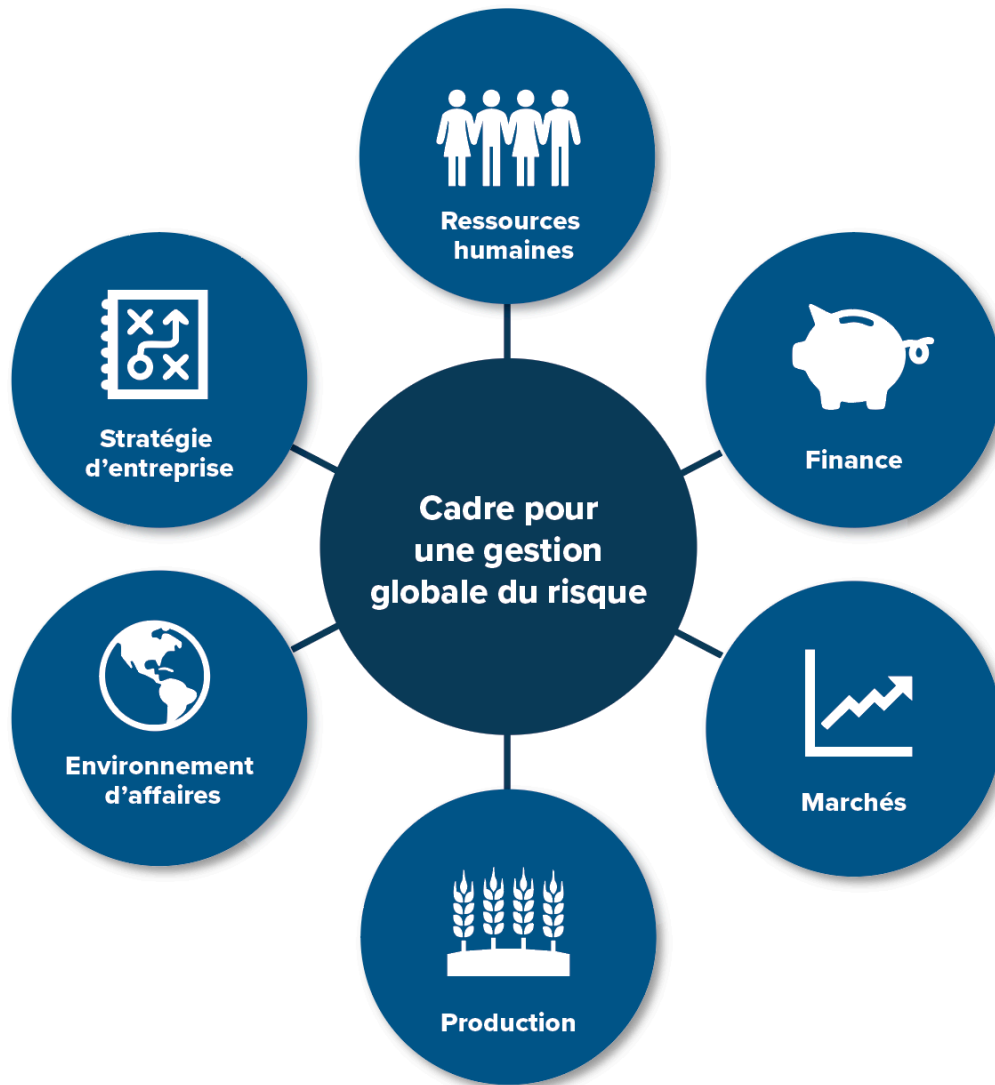 Ressources
humaines
Stratégie
d'entreprise
Finance
Cadre pour
une gestion
globale du risque
Environnement
d'affaires
Marchés
Production